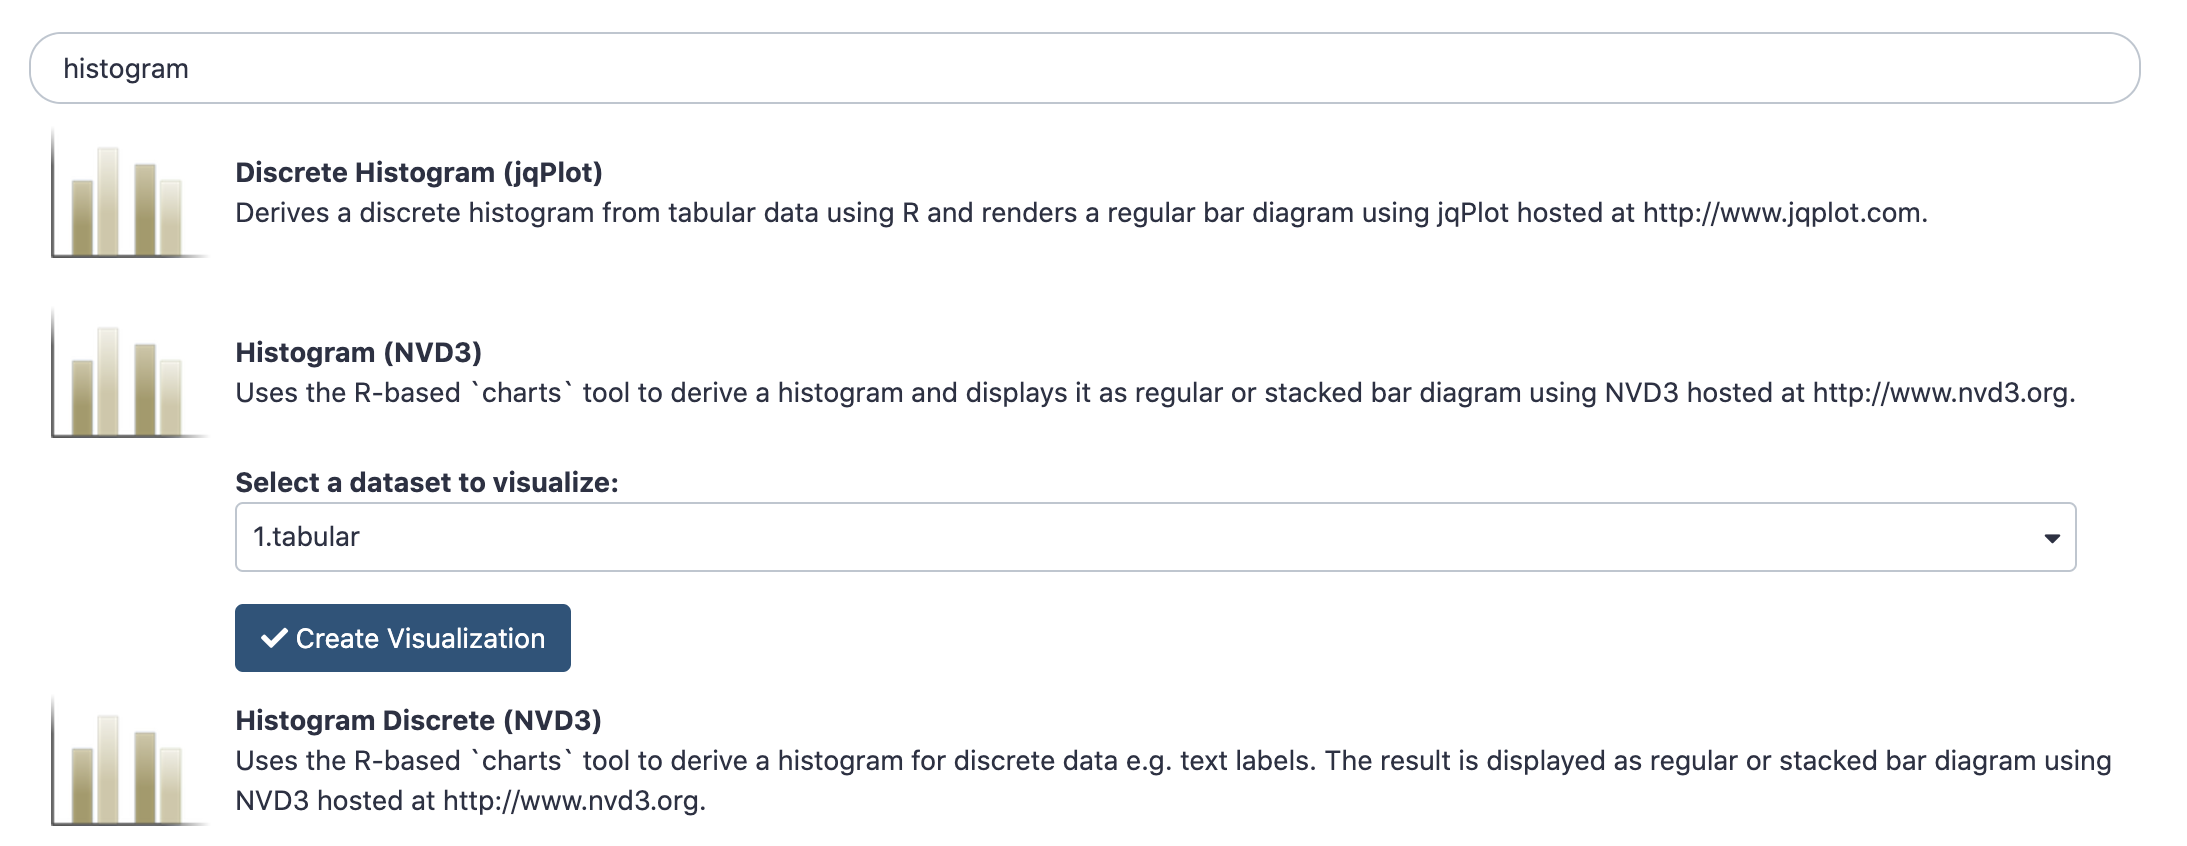 histogram
Discrete Histogram (jqPlot)
Derives a discrete histogram from tabular data using R and renders a regular bar diagram using jqPlot hosted at http://www.jqplot.com.
Histogram (NVD3)
Uses the R-based `charts` tool to derive a histogram and displays it as regular or stacked bar diagram using NVD3 hosted at http://www.nvd3.org.
Select a dataset to visualize:
1.tabular
Create Visualization
Histogram Discrete (NVD3)
Uses the R-based `charts` tool to derive a histogram for discrete data e.g. text labels. The result is displayed as regular or stacked bar diagram using
NVD3 hosted at http://www.nvd3.org.